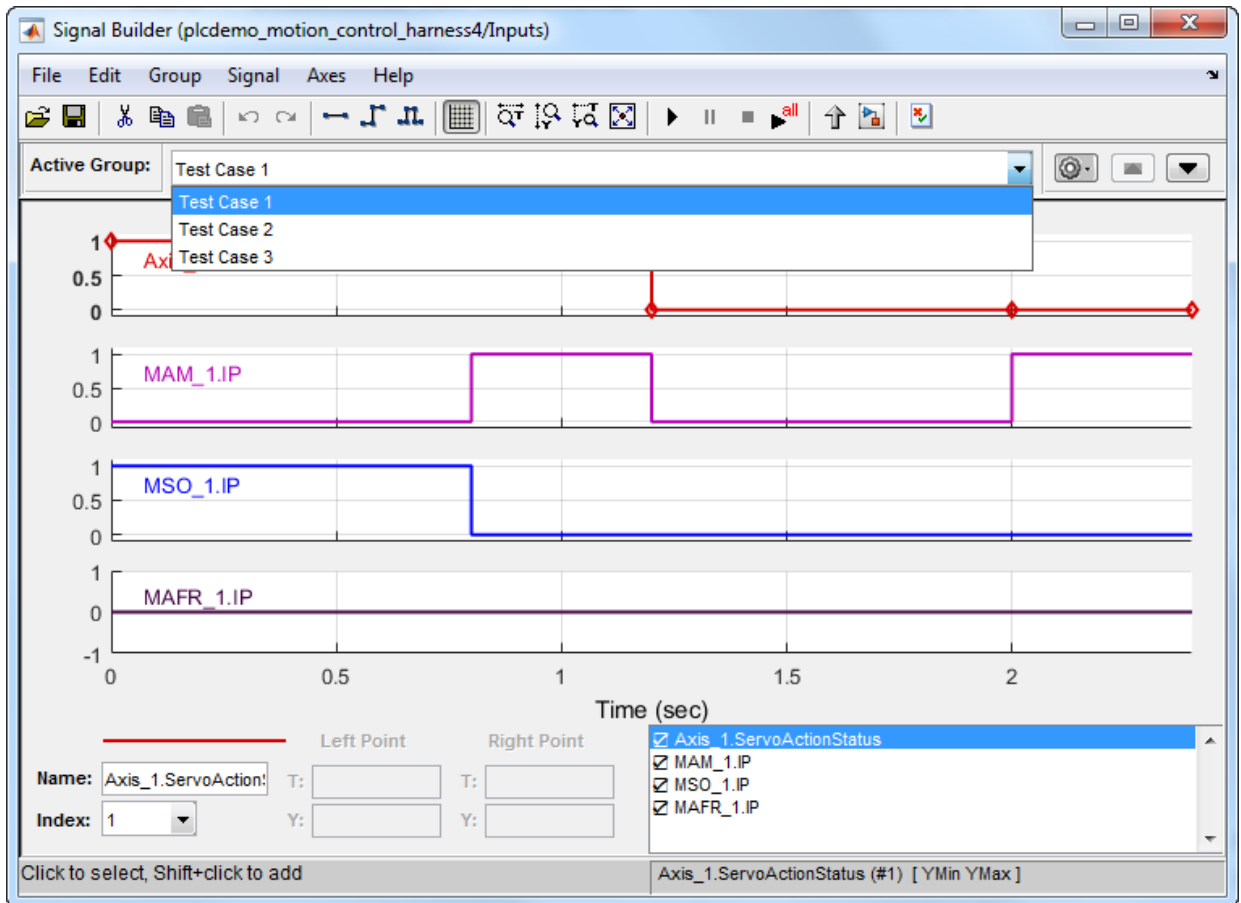 Signal Builder (plcdemo_motion_control_harness4/Inputs)
File Edit Group Signal Axes Help
all
Active Group: Test Case 1
Test Case 1
Test Case 2
Test Case 3
1
Axi
0.5
0
1
MAM_1.IP
0.5
0
1
MSO_1.IP
0.5
0
1
MAFR_1.IP
0
-1
0 0.5 1 1.5 2
Time (sec)
Left Point Right Point
Name: Axis_1.ServoActionS T: T:
Index: 1 Y: Y:
Axis_1.ServoActionStatus
MAM_1.IP
MSO_1.IP
MAFR_1.IP
Click to select, Shift+click to add
Axis_1.ServoActionStatus (#1) [ YMin YMax ]